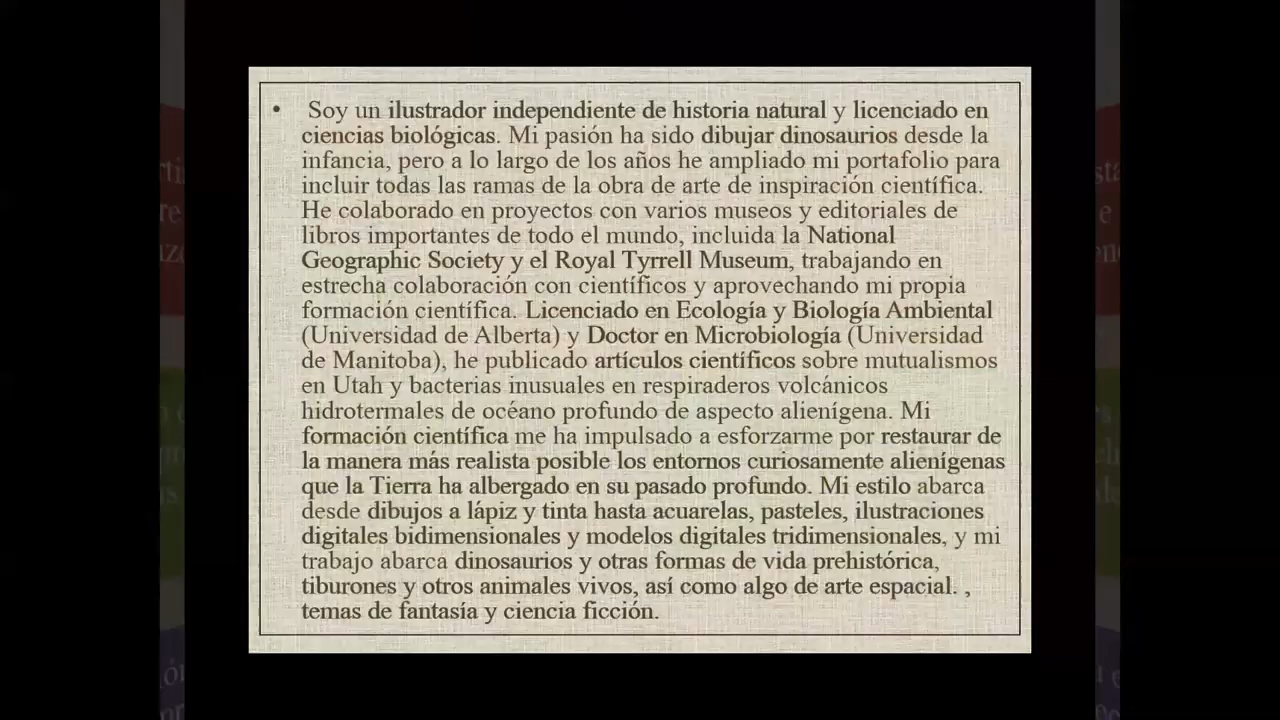 • Soy un ilustrador independiente de historia natural y licenciado en
ciencias biológicas. Mi pasión ha sido dibujar dinosaurios desde la
infancia, pero a lo largo de los años he ampliado mi portafolio para
incluir todas las ramas de la obra de arte de inspiración científica.
He colaborado en proyectos con varios museos y editoriales de
libros importantes de todo el mundo, incluida la National
Geographic Society y el Royal Tyrrell Museum, trabajando en
estrecha colaboración con científicos y aprovechando mi propia
formación científica. Licenciado en Ecología y Biología Ambiental
(Universidad de Alberta) y Doctor en Microbiología (Universidad
de Manitoba), he publicado artículos científicos sobre mutualismos
en Utah y bacterias inusuales en respiraderos volcánicos
hidrotermales de océano profundo de aspecto alienígena. Mi
formación científica me ha impulsado a esforzarme por restaurar de
la manera más realista posible los entornos curiosamente alienígenas
que la Tierra ha albergado en su pasado profundo. Mi estilo abarca
desde dibujos a lápiz y tinta hasta acuarelas, pasteles, ilustraciones
digitales bidimensionales y modelos digitales tridimensionales, y mi
trabajo abarca dinosaurios y otras formas de vida prehistórica,
tiburones y otros animales vivos, así como algo de arte espacial. ,
temas de fantasía y ciencia ficción.